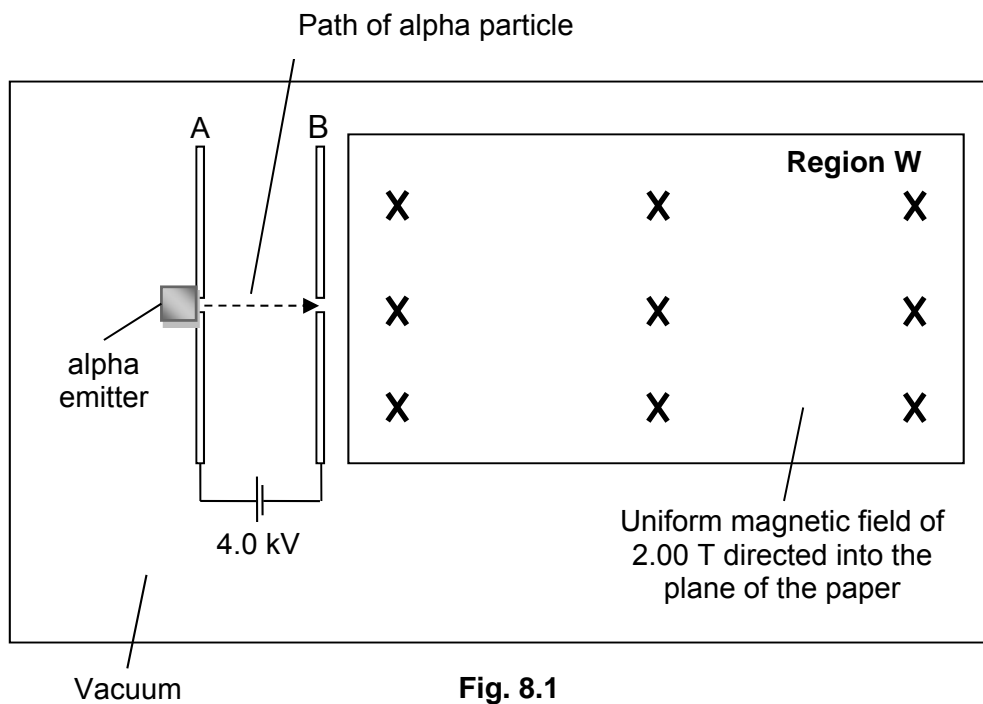 Path of alpha particle
A
B
Region W
X X X
X X X
X X X
alpha
emitter
4.0 kV
Uniform magnetic field of
2.00 T directed into the
plane of the paper
Vacuum
Fig. 8.1